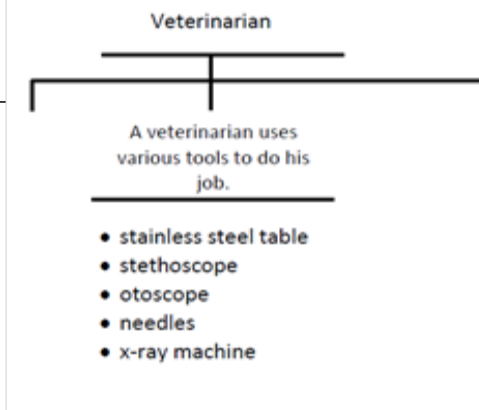 Veterinarian
A veterinarian uses
various tools to do his
job.
• stainless steel table
• stethoscope
• otoscope
• needles
• x-ray machine